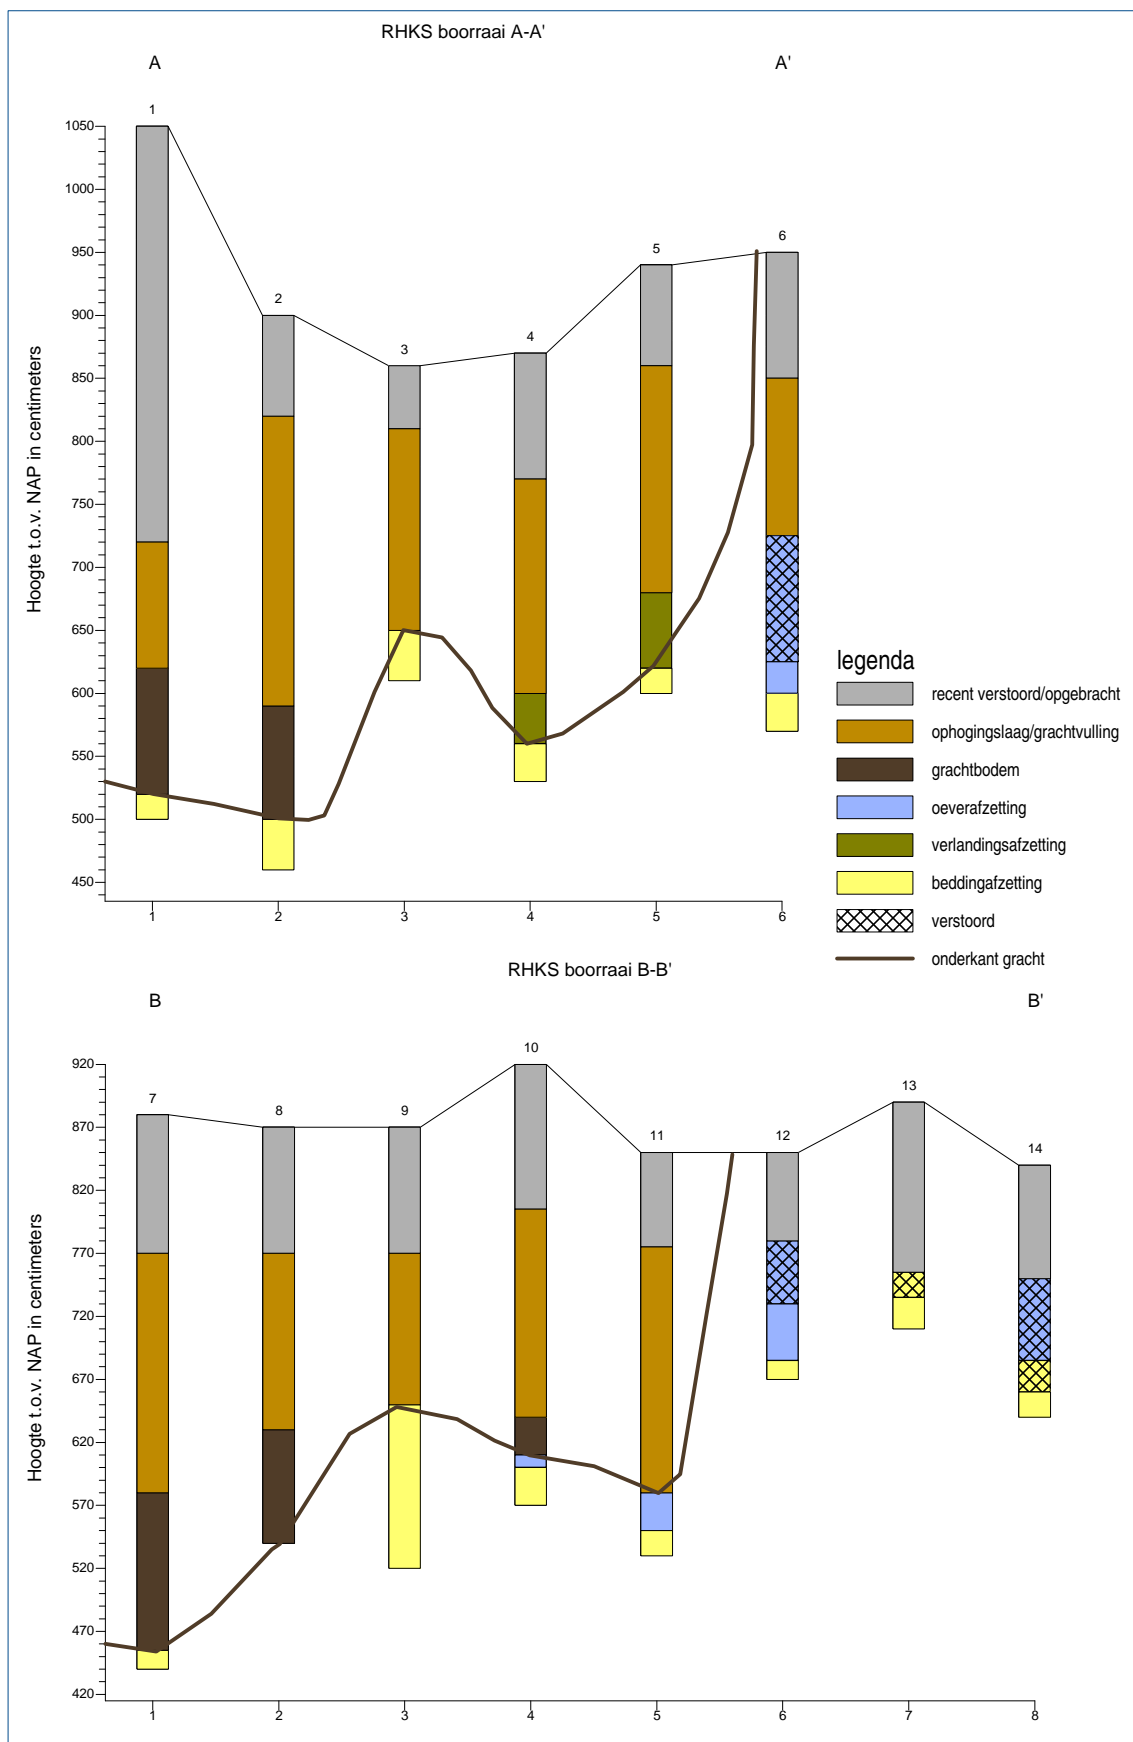 RHKS boorraai A-A'
A A'
1
2
3
4
5
6
1050
1000
950
900
850
800
750
700
650
600
550
500
450
Hoogte t.o.v. NAP in centimeters
1 2 3 4 5 6
legenda
recent verstoord/opgebracht
ophogingslaag/grachtvulling
grachtbodem
oeverafzetting
verlandingsafzetting
beddingafzetting
verstoord
onderkant gracht
RHKS boorraai B-B'
B B'
7
8
9
10
11
12
13
14
920
870
820
770
720
670
620
570
520
470
420
Hoogte t.o.v. NAP in centimeters
1 2 3 4 5 6 7 8